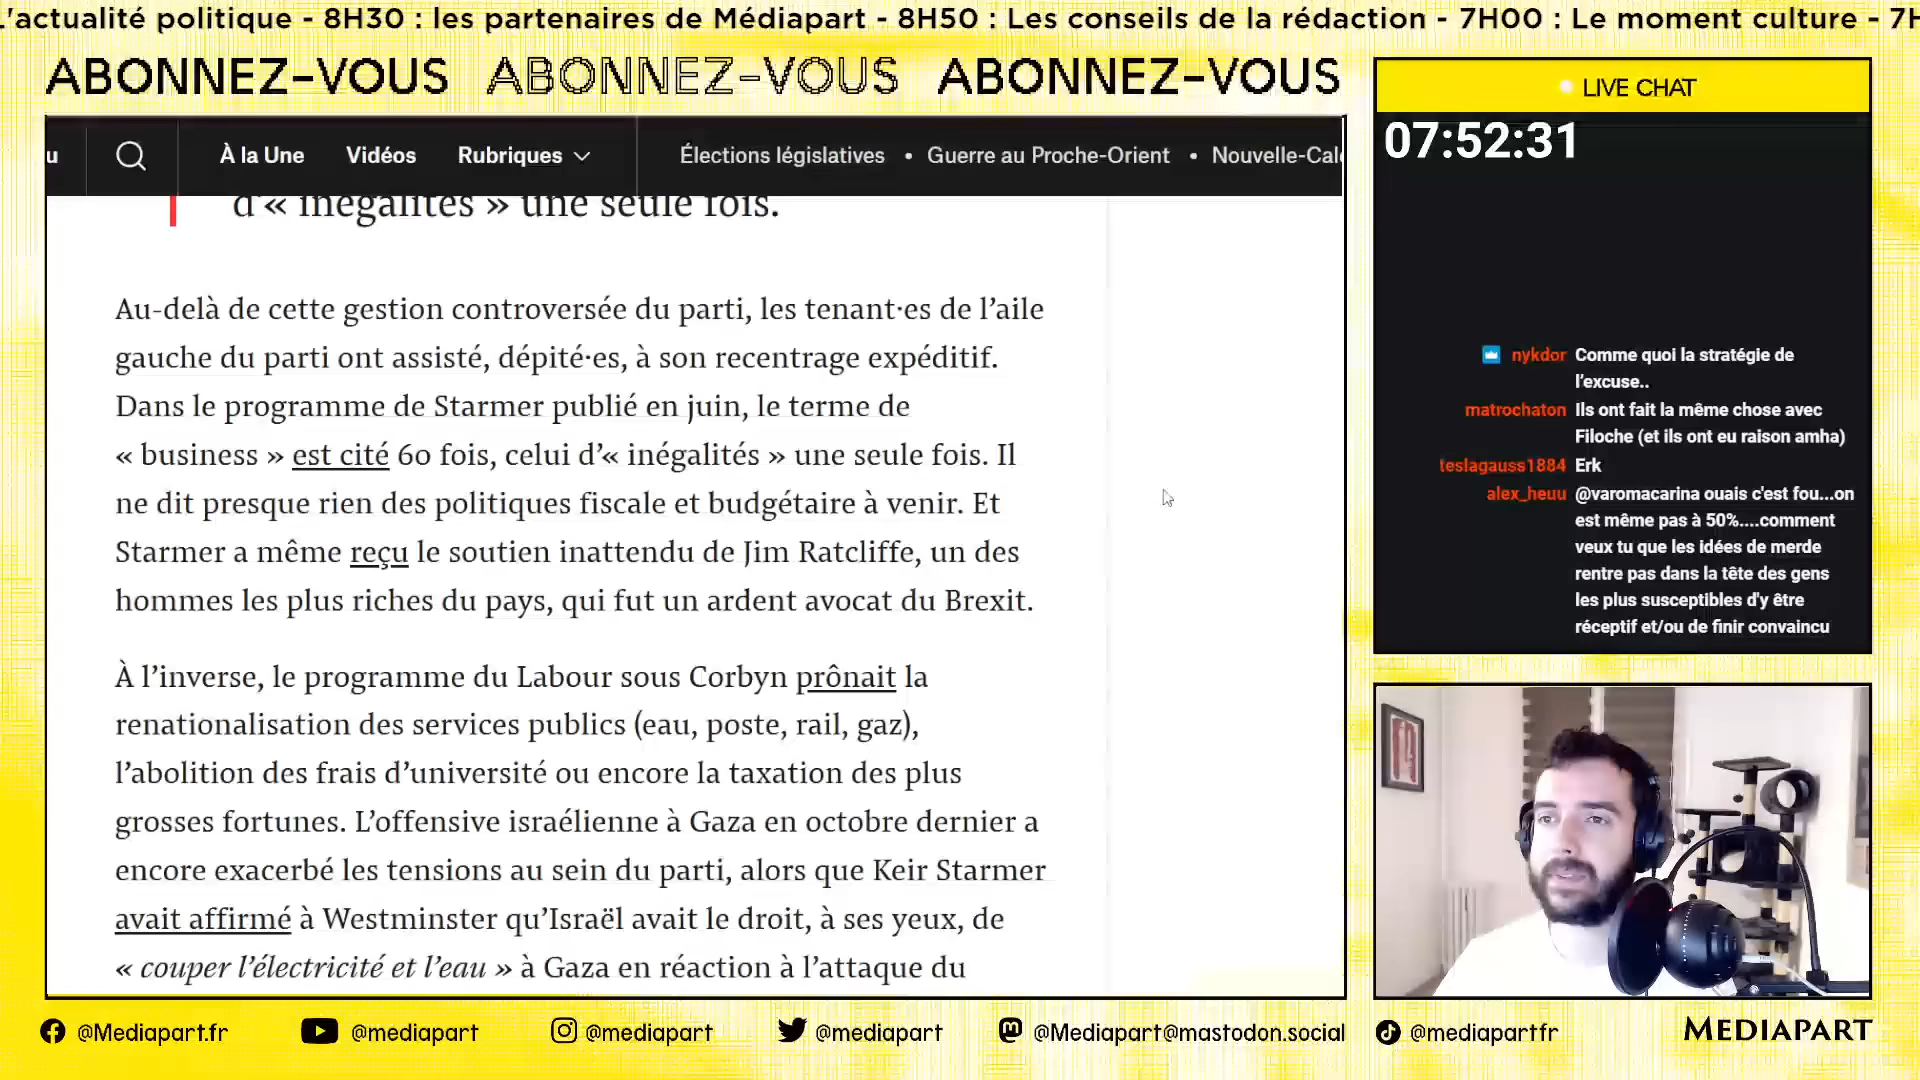 L'actualité politique - 8H30 : les partenaires de Médiapart - 8H50 : Les conseils de la rédaction - 7H00 : Le moment culture - 7H
ABONNEZ-VOUS ABONNEZ-VOUS ABONNEZ-VOUS
u À la Une Vidéos Rubriques Élections législatives • Guerre au Proche-Orient • Nouvelle-Cal
d'« inégalités » une seule fois.
Au-delà de cette gestion controversée du parti, les tenant·es de l’aile
gauche du parti ont assisté, dépité·es, à son recentrage expéditif.
Dans le programme de Starmer publié en juin, le terme de
« business » est cité 60 fois, celui d’« inégalités » une seule fois. Il
ne dit presque rien des politiques fiscale et budgétaire à venir. Et
Starmer a même reçu le soutien inattendu de Jim Ratcliffe, un des
hommes les plus riches du pays, qui fut un ardent avocat du Brexit.
À l’inverse, le programme du Labour sous Corbyn prônait la
renationalisation des services publics (eau, poste, rail, gaz),
l’abolition des frais d’université ou encore la taxation des plus
grosses fortunes. L’offensive israélienne à Gaza en octobre dernier a
encore exacerbé les tensions au sein du parti, alors que Keir Starmer
avait affirmé à Westminster qu’Israël avait le droit, à ses yeux, de
« couper l’électricité et l’eau » à Gaza en réaction à l’attaque du
LIVE CHAT
07:52:31
nykdor Comme quoi la stratégie de
l’excuse..
matrochaton Ils ont fait la même chose avec
Filoche (et ils ont eu raison amha)
teslagauss1884 Erk
alex_heuu @varomacarina ouais c'est fou...on
est même pas à 50%....comment
veux tu que les idées de merde
rentre pas dans la tête des gens
les plus susceptibles d'y être
réceptif et/ou de finir convaincu
@Mediapart.fr @mediapart @mediapart @mediapart @Mediapart@mastodon.social @mediapartfr MEDIAPART